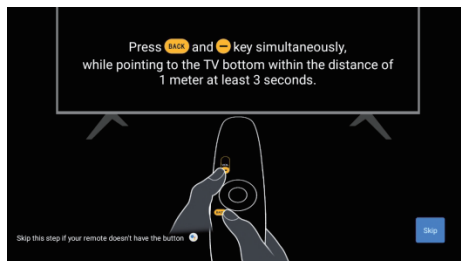 Press BACK and − key simultaneously,
while pointing to the TV bottom within the distance of
1 meter at least 3 seconds.
Skip this step if your remote doesn't have the button
Skip